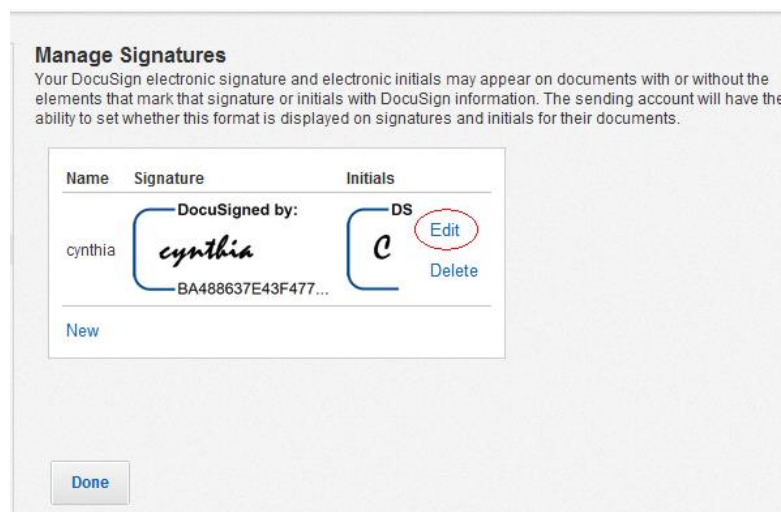 Manage Signatures
Your DocuSign electronic signature and electronic initials may appear on documents with or without the
elements that mark that signature or initials with DocuSign information. The sending account will have the
ability to set whether this format is displayed on signatures and initials for their documents.
Name Signature Initials
DocuSigned by: DS
cynthia cynthia C Edit
Delete
BA488637E43F477...
New
Done